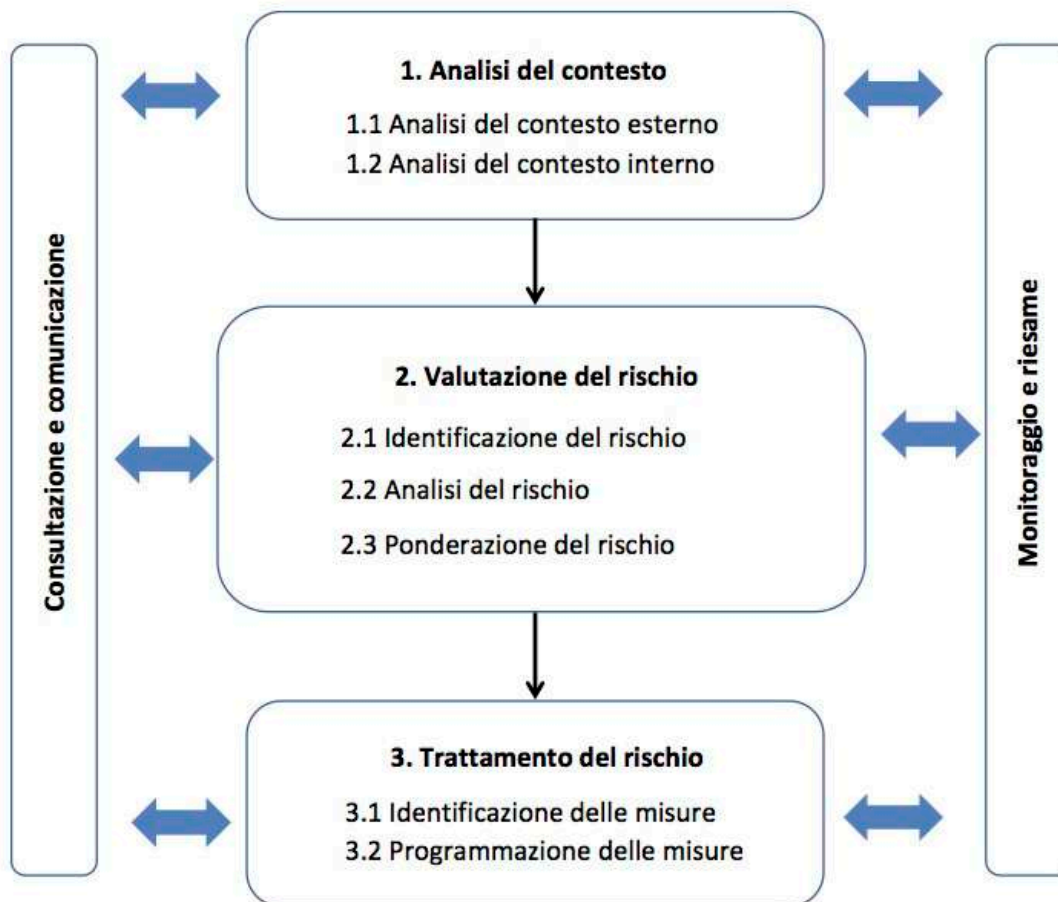 Consultazione e comunicazione
1. Analisi del contesto
1.1 Analisi del contesto esterno
1.2 Analisi del contesto interno
2. Valutazione del rischio
2.1 Identificazione del rischio
2.2 Analisi del rischio
2.3 Ponderazione del rischio
3. Trattamento del rischio
3.1 Identificazione delle misure
3.2 Programmazione delle misure
Monitoraggio e riesame